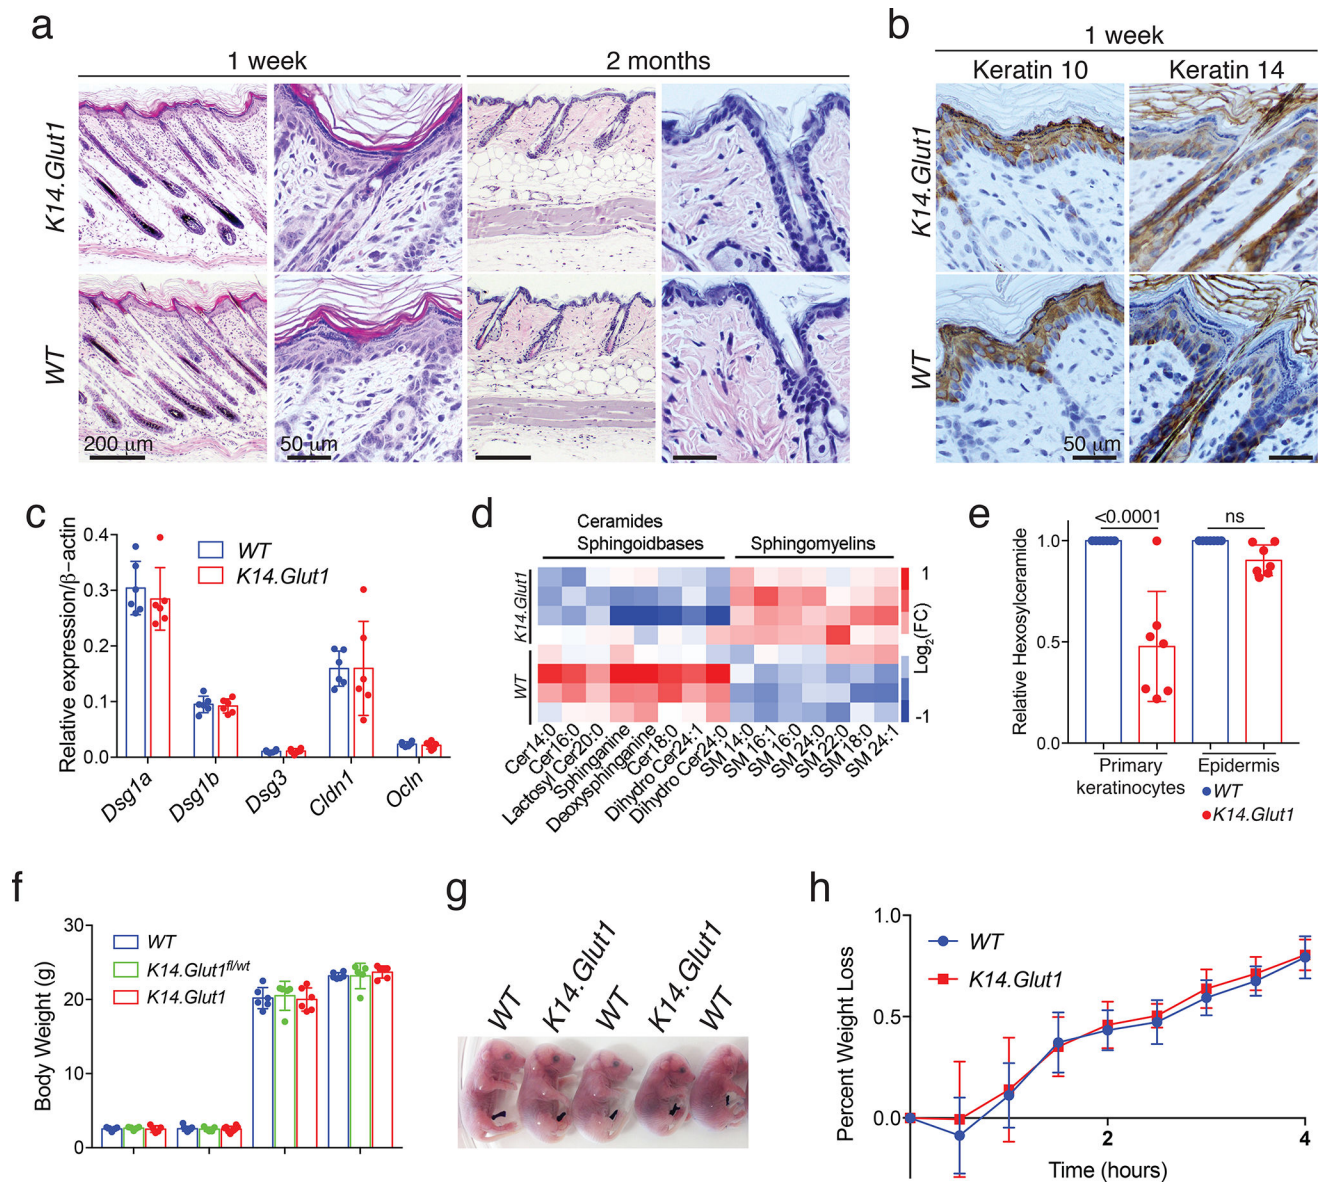 a
1 week
2 months
K14.Glut1
WT
200 μm
50 μm
b
1 week
Keratin 10
Keratin 14
K14.Glut1
WT
50 μm
c
Relative expression/β−actin
0.4
0.3
0.2
0.1
0.0
WT
K14.Glut1
Dsg1a
Dsg1b
Dsg3
Cldn1
Ocln
d
Ceramides
Sphingoidbases
Sphingomyelins
K14.Glut1
WT
1
Log2(FC)
-1
Cer14:0
Cer16:0
Lactosyl Cer20:0
Sphinganine
Deoxysphinganine
Cer18:0
Dihydro Cer24:1
Dihydro Cer24:0
SM 14:0
SM 16:1
SM 16:0
SM 24:0
SM 22:0
SM 18:0
SM 24:1
e
Relative Hexosylceramide
<0.0001
ns
1.0
0.5
0.0
Primary
keratinocytes
Epidermis
WT
K14.Glut1
f
Body Weight (g)
30
20
10
0
WT
K14.Glut1fl/wt
K14.Glut1
g
WT
K14.Glut1
WT
K14.Glut1
WT
h
Percent Weight Loss
1.0
0.5
0.0
WT
K14.Glut1
2
4
Time (hours)